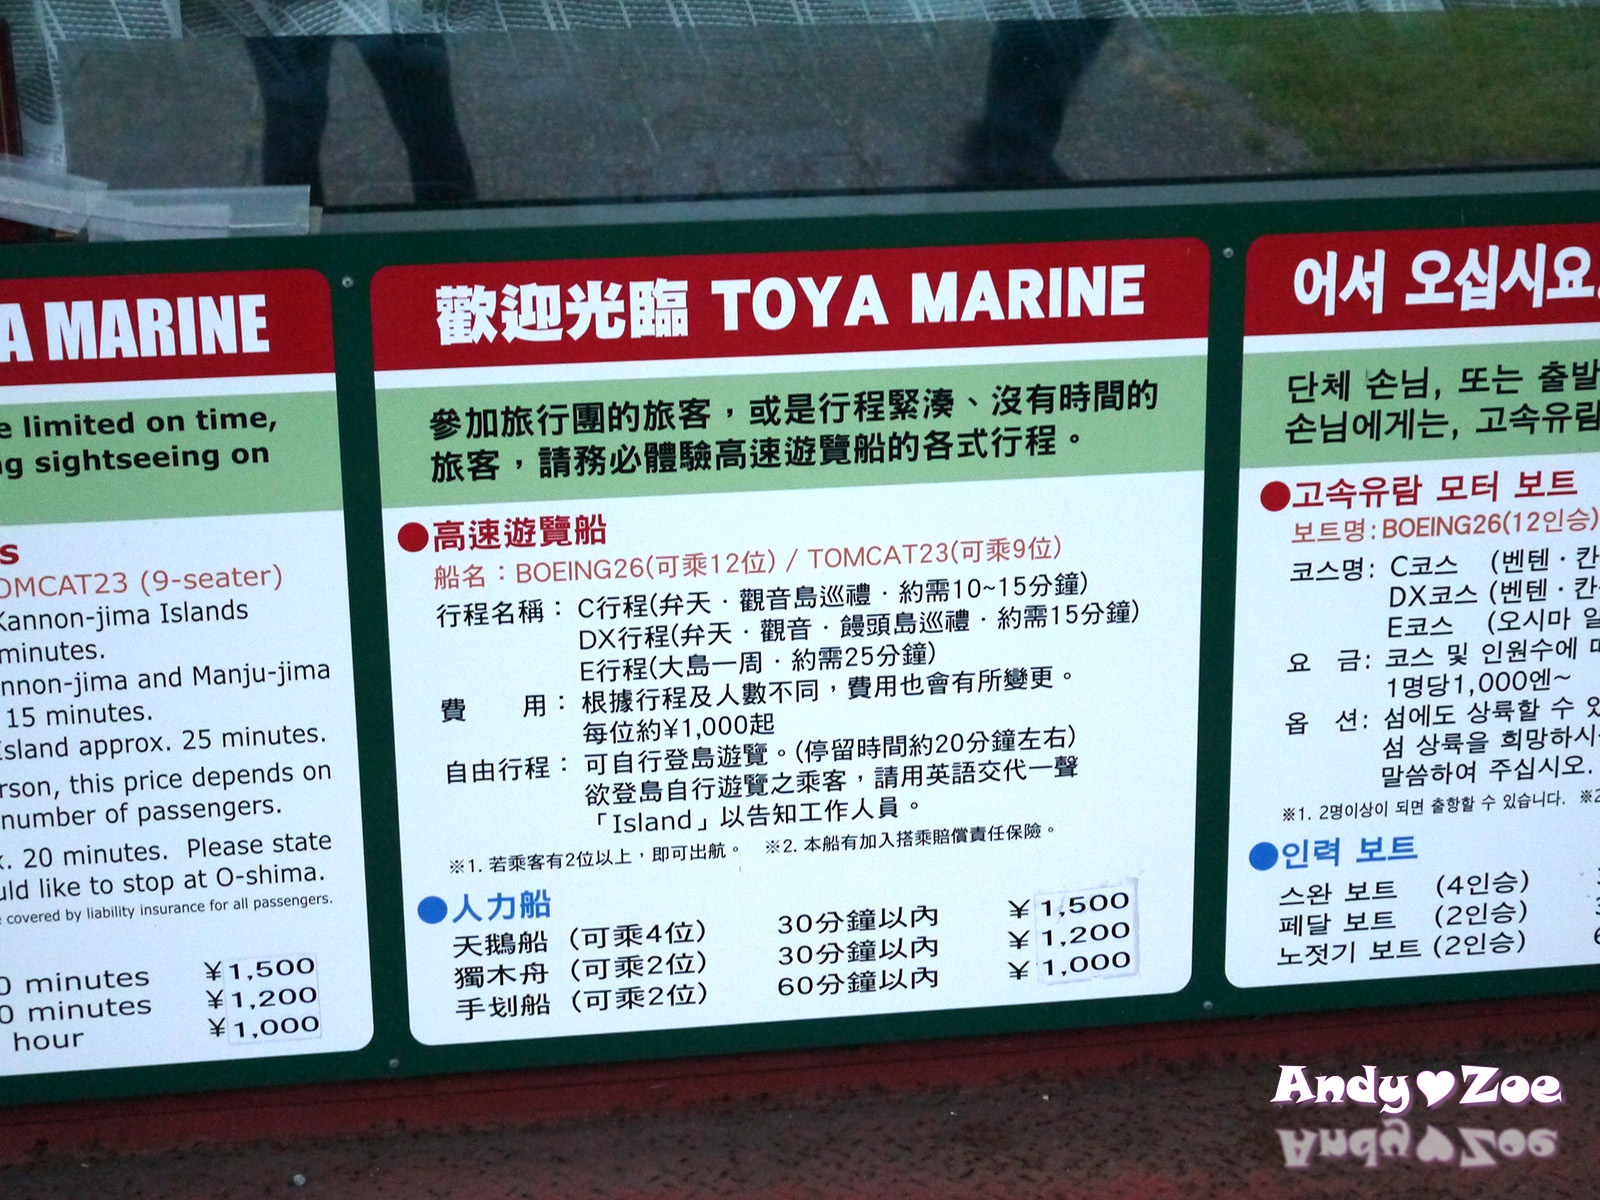 A MARINE
e limited on time,
ng sightseeing on
s
OMCAT23 (9-seater)
Kannon-jima Islands
minutes.
nnon-jima and Manju-jima
15 minutes.
Island approx. 25 minutes.
rson, this price depends on
number of passengers.
x. 20 minutes. Please state
uld like to stop at O-shima.
e covered by liability insurance for all passengers.
0 minutes ¥1,500
0 minutes ¥1,200
hour ¥1,000
歡迎光臨 TOYA MARINE
參加旅行團的旅客，或是行程緊湊、沒有時間的
旅客，請務必體驗高速遊覽船的各式行程。
●高速遊覽船
船名：BOEING26(可乘12位) / TOMCAT23(可乘9位)
行程名稱：C行程(弁天・觀音島巡禮・約需10~15分鐘)
DX行程(弁天・觀音・饅頭島巡禮・約需15分鐘)
E行程(大島一周・約需25分鐘)
費 用：根據行程及人數不同，費用也會有所變更。
每位約¥1,000起
自由行程：可自行登島遊覽。(停留時間約20分鐘左右)
欲登島自行遊覽之乘客，請用英語交代一聲
「Island」以告知工作人員。
※1. 若乘客有2位以上，即可出航。 ※2. 本船有加入搭乘賠償責任保險。
●人力船
天鵝船 (可乘4位) 30分鐘以內 ¥1,500
獨木舟 (可乘2位) 30分鐘以內 ¥1,200
手划船 (可乘2位) 60分鐘以內 ¥1,000
어서 오십시요.
단체 손님, 또는 출발
손님에게는, 고속유람
●고속유람 모터 보트
보트명: BOEING26(12인승)
코스명: C코스 (벤텐・칸
DX코스 (벤텐・칸
E코스 (오시마 일
요 금: 코스 및 인원수에 따
1명당1,000엔~
옵 션: 섬에도 상륙할 수 있
섬 상륙을 희망하시
말씀하여 주십시오.
※1. 2명이상이 되면 출항할 수 있습니다. ※2
●인력 보트
스완 보트 (4인승)
페달 보트 (2인승)
노젓기 보트 (2인승) 6
Andy♥Zoe